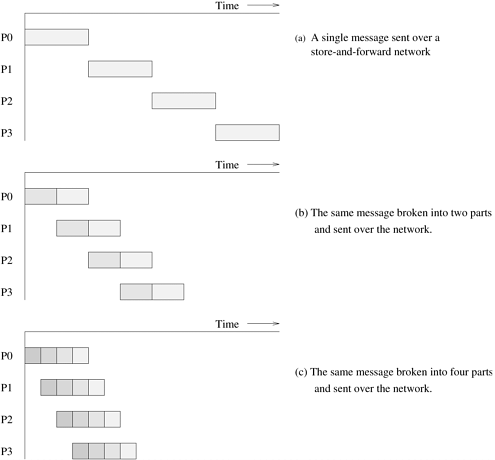 Time
P0
(a) A single message sent over a
store-and-forward network
P1
P2
P3
Time
P0
(b) The same message broken into two parts
and sent over the network.
P1
P2
P3
Time
P0
(c) The same message broken into four parts
and sent over the network.
P1
P2
P3